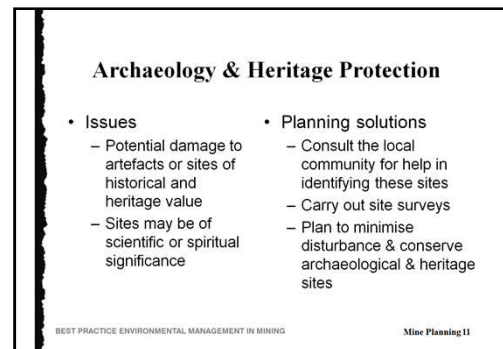 Archaeology & Heritage Protection
• Issues
– Potential damage to
artefacts or sites of
historical and
heritage value
– Sites may be of
scientific or spiritual
significance
• Planning solutions
– Consult the local
community for help in
identifying these sites
– Carry out site surveys
– Plan to minimise
disturbance & conserve
archaeological & heritage
sites
BEST PRACTICE ENVIRONMENTAL MANAGEMENT IN MINING
Mine Planning 11